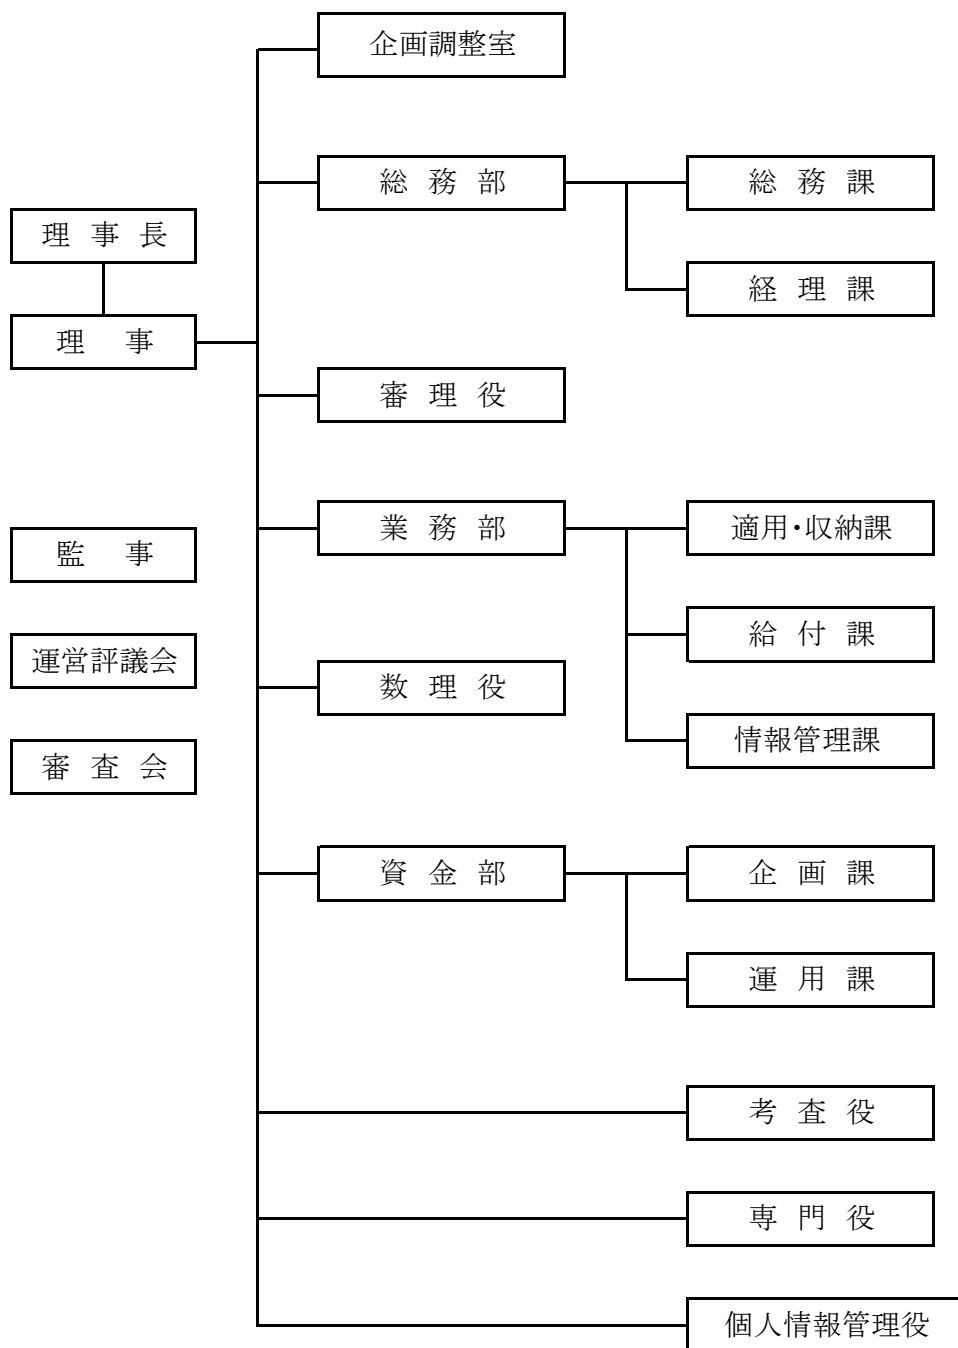 企画調整室
総務部
総務課
理事長
経理課
理事
審理役
業務部
適用・収納課
監事
給付課
運営評議会
数理役
情報管理課
審査会
資金部
企画課
運用課
考査役
専門役
個人情報管理役